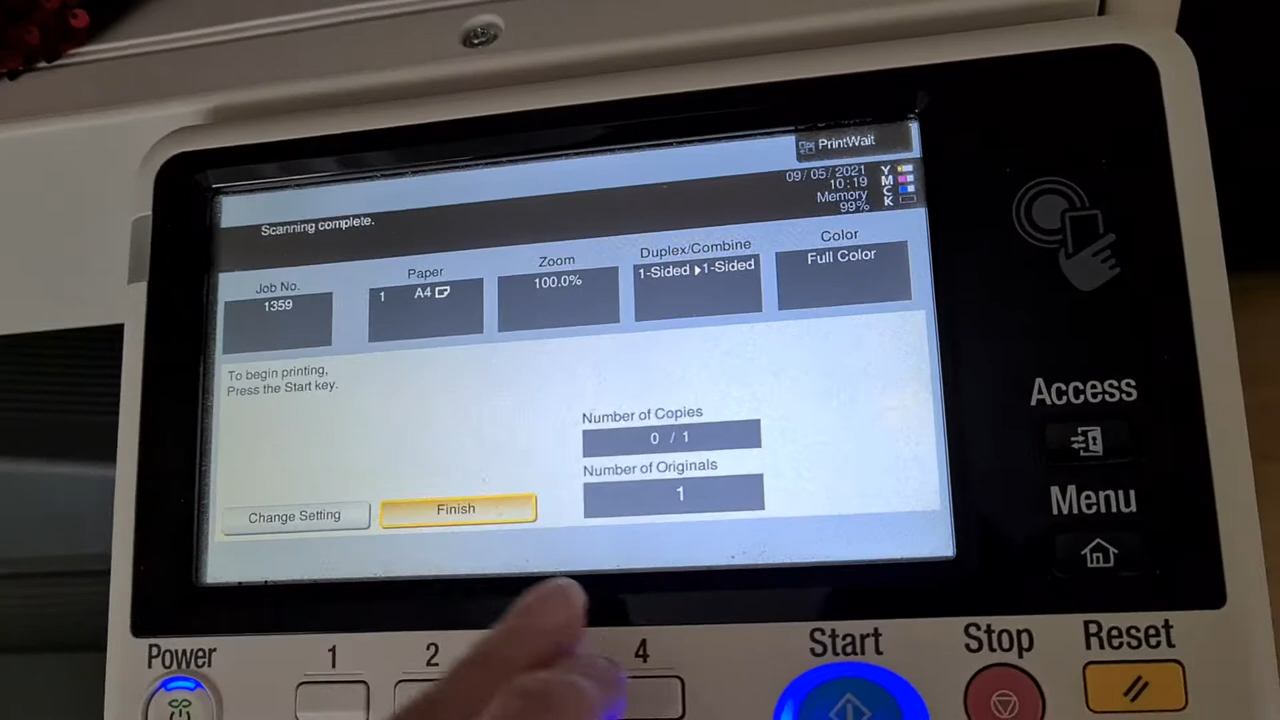 PrintWait
09/05/2021
10:19
Memory
99%
Y
M
C
K
Scanning complete.
Job No.
1359
Paper
1 A4
Zoom
100.0%
Duplex/Combine
1-Sided ▶1-Sided
Color
Full Color
To begin printing,
Press the Start key.
Number of Copies
0 / 1
Number of Originals
1
Change Setting
Finish
Access
Menu
Power
1
2
4
Start
Stop
Reset